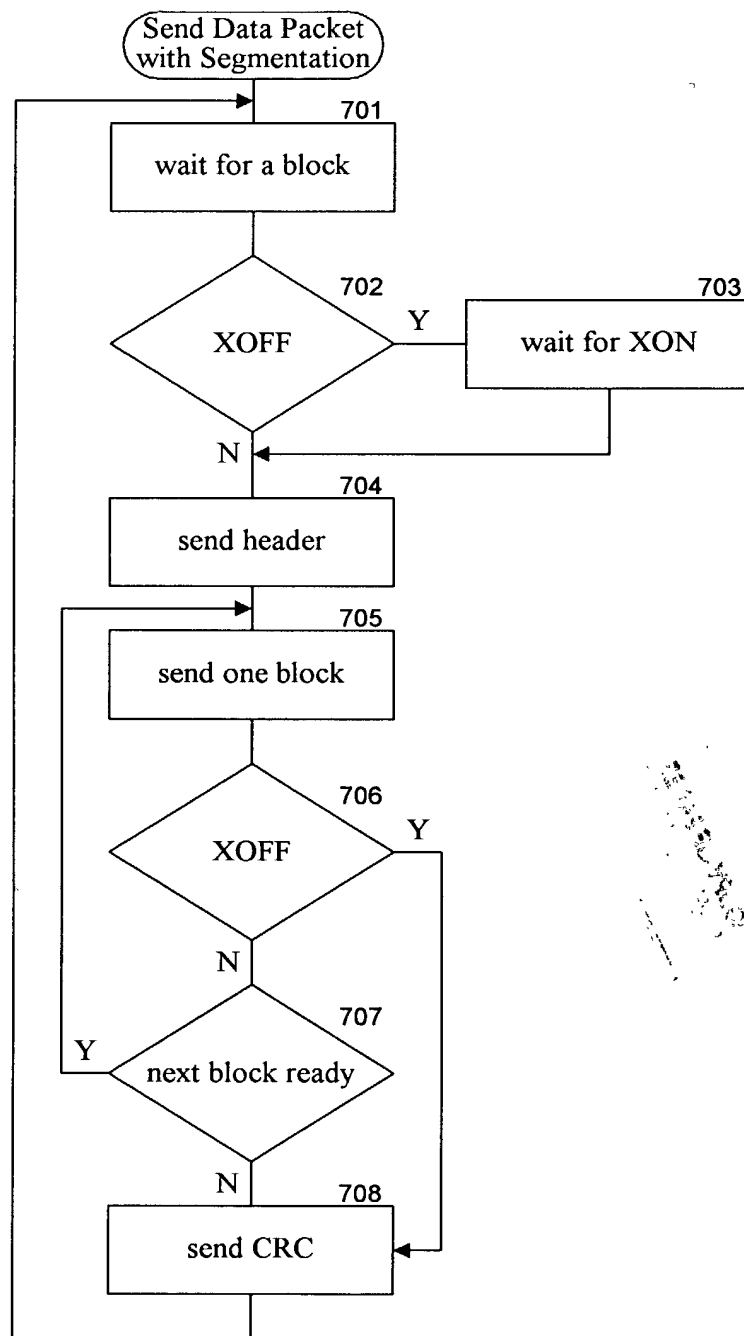 Send Data Packet
with Segmentation
701
wait for a block
702
XOFF
Y
703
wait for XON
N
704
send header
705
send one block
706
XOFF
Y
N
707
next block ready
Y
N
708
send CRC